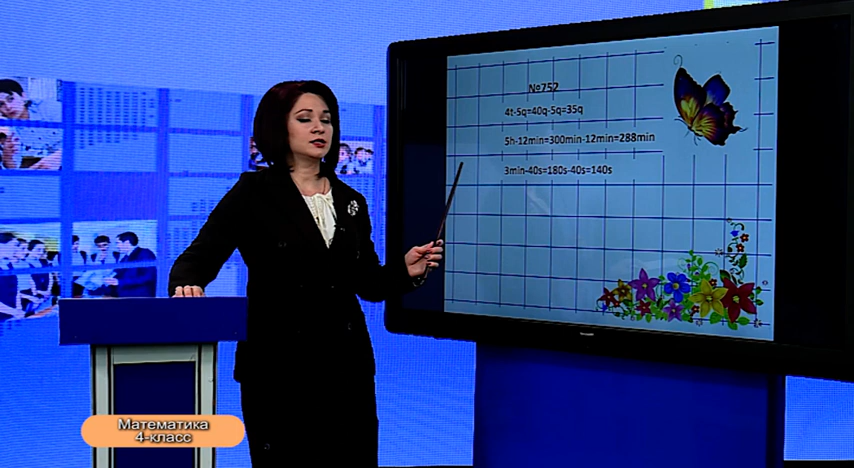 №752
4t-5q=40q-5q=35q
5h-12min=300min-12min=288min
3min-40s=180s-40s=140s
Математика
4-класс